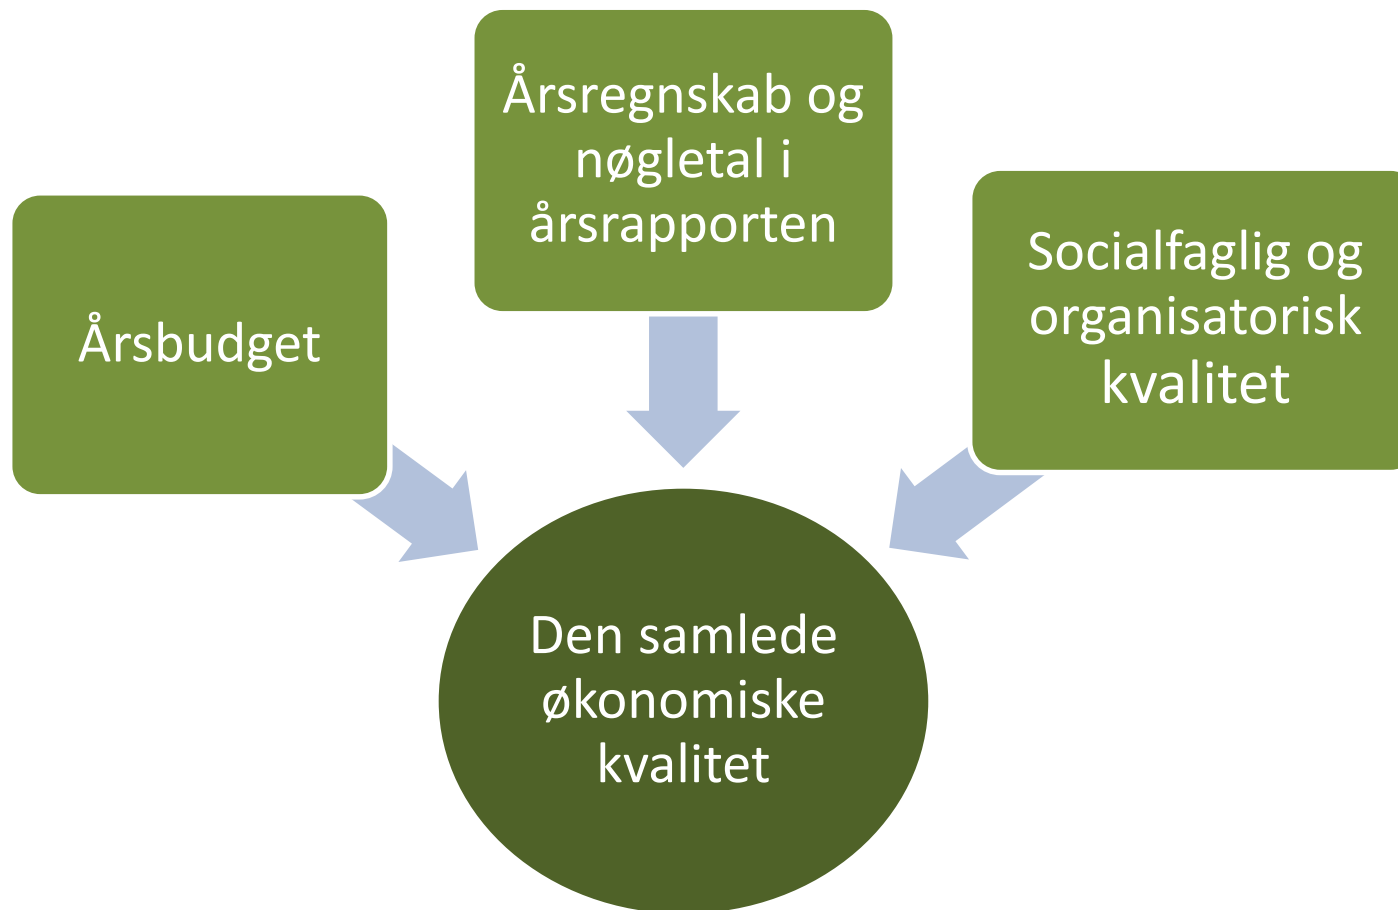 Årsregnskab og
nøgletal i
årsrapporten
Årsbudget
Socialfaglig og
organisatorisk
kvalitet
Den samlede
økonomiske
kvalitet